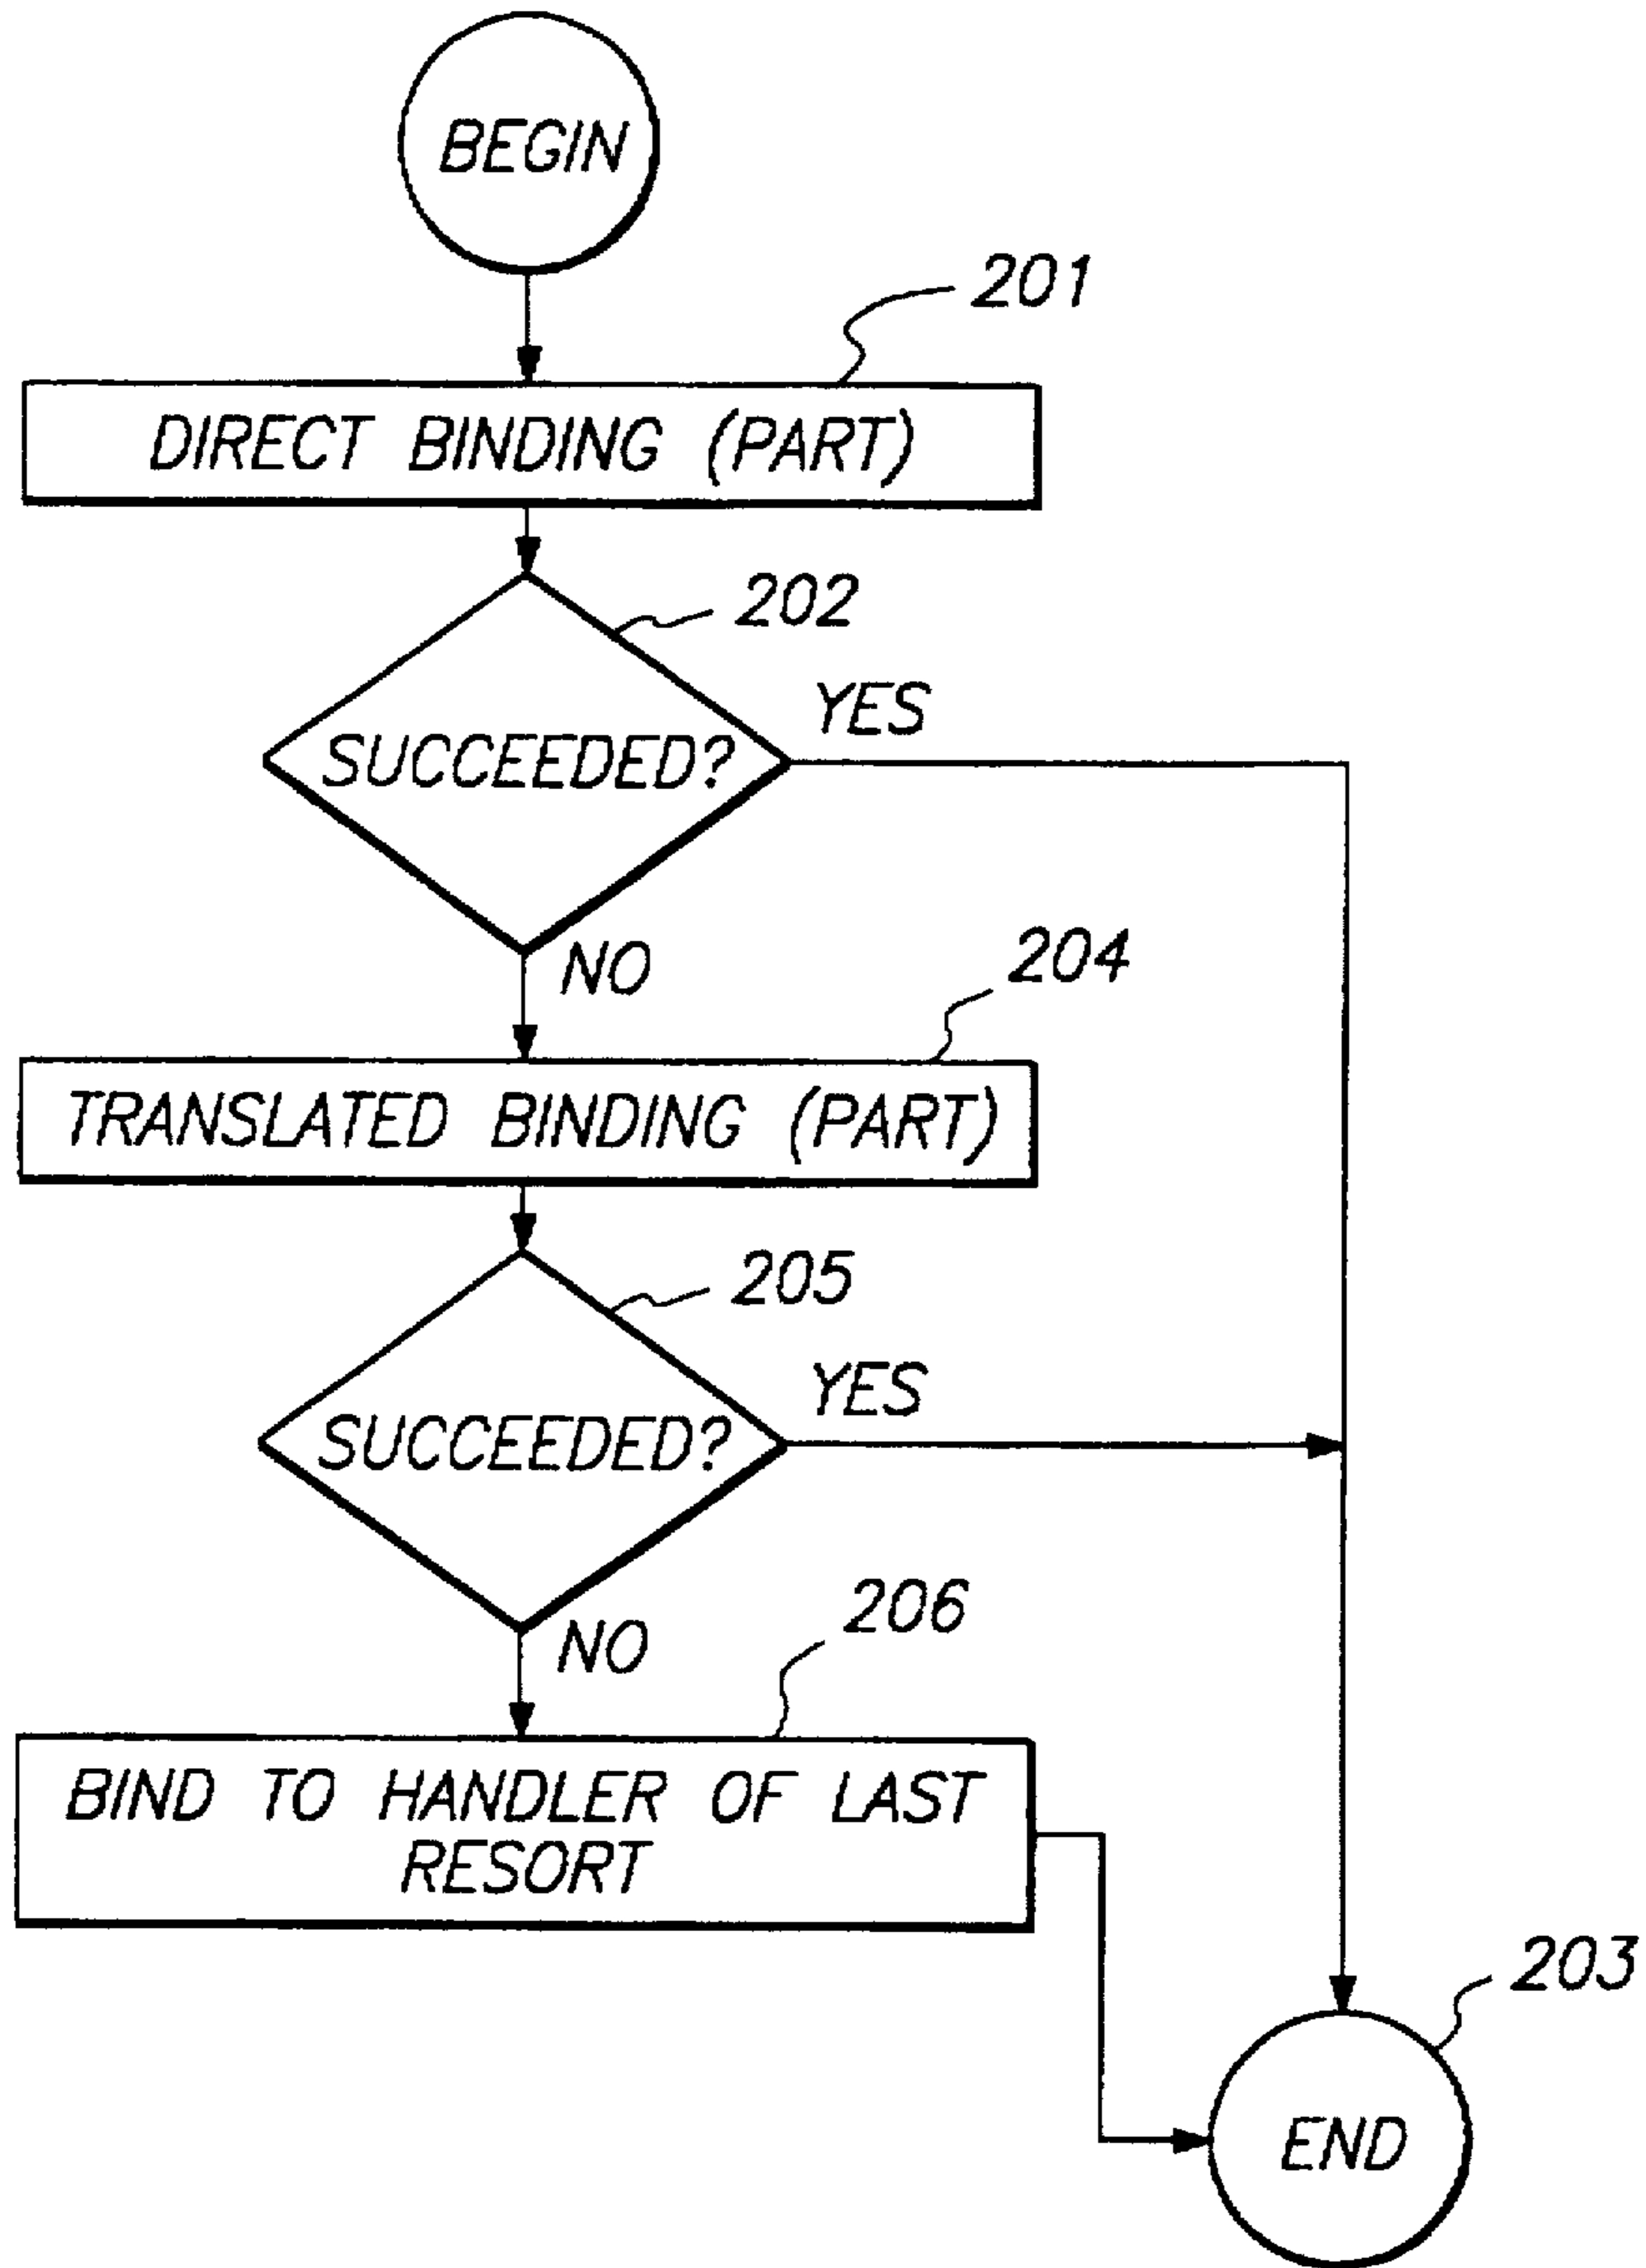 BEGIN
201
DIRECT BINDING (PART)
202
YES
SUCCEEDED?
NO
204
TRANSLATED BINDING (PART)
205
YES
SUCCEEDED?
NO
206
BIND TO HANDLER OF LAST
RESORT
203
END